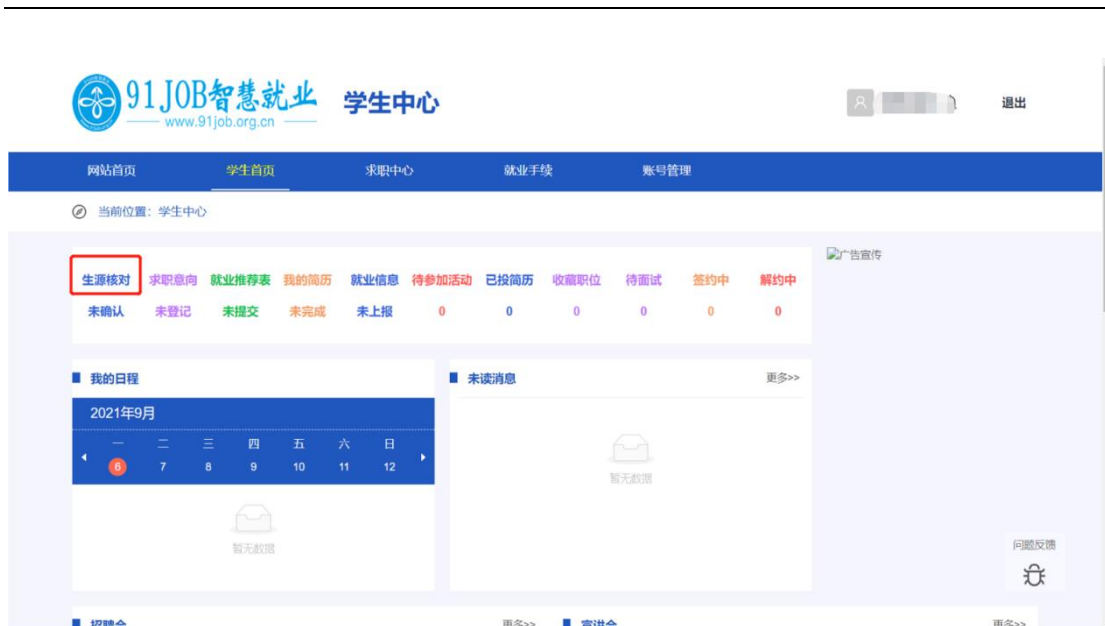 91JOB智慧就业
www.91job.org.cn
学生中心
退出
网站首页 学生首页 求职中心 就业手续 账号管理
当前位置：学生中心
生源核对 求职意向 就业推荐表 我的简历 就业信息 待参加活动 已投简历 收藏职位 待面试 签约中 解约中
未确认 未登记 未提交 未完成 未上报 0 0 0 0 0 0
广告宣传
我的日程
未读消息 更多>>
2021年9月
一 二 三 四 五 六 日
6 7 8 9 10 11 12
暂无数据
暂无数据
问题反馈
招聘会 更多>> 宣讲会 更多>>